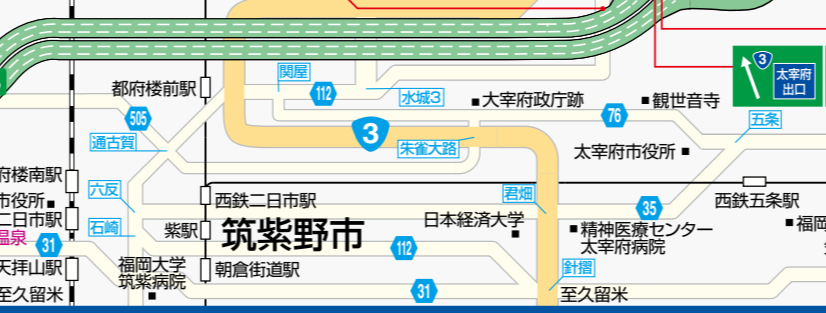 3
太宰府
出口
関屋
都府楼前駅
112
水城3
大宰府政庁跡
観世音寺
505
76
五条
3
通古賀
朱雀大路
太宰府市役所
府楼南駅
六反
君畑
市役所
西鉄二日市駅
35
西鉄五条駅
二日市駅
石崎
紫駅
筑紫野市
日本経済大学
精神医療センター
太宰府病院
福岡
温泉
31
112
天拝山駅
福岡大学
筑紫病院
朝倉街道駅
針摺
至久留米
31
至久留米